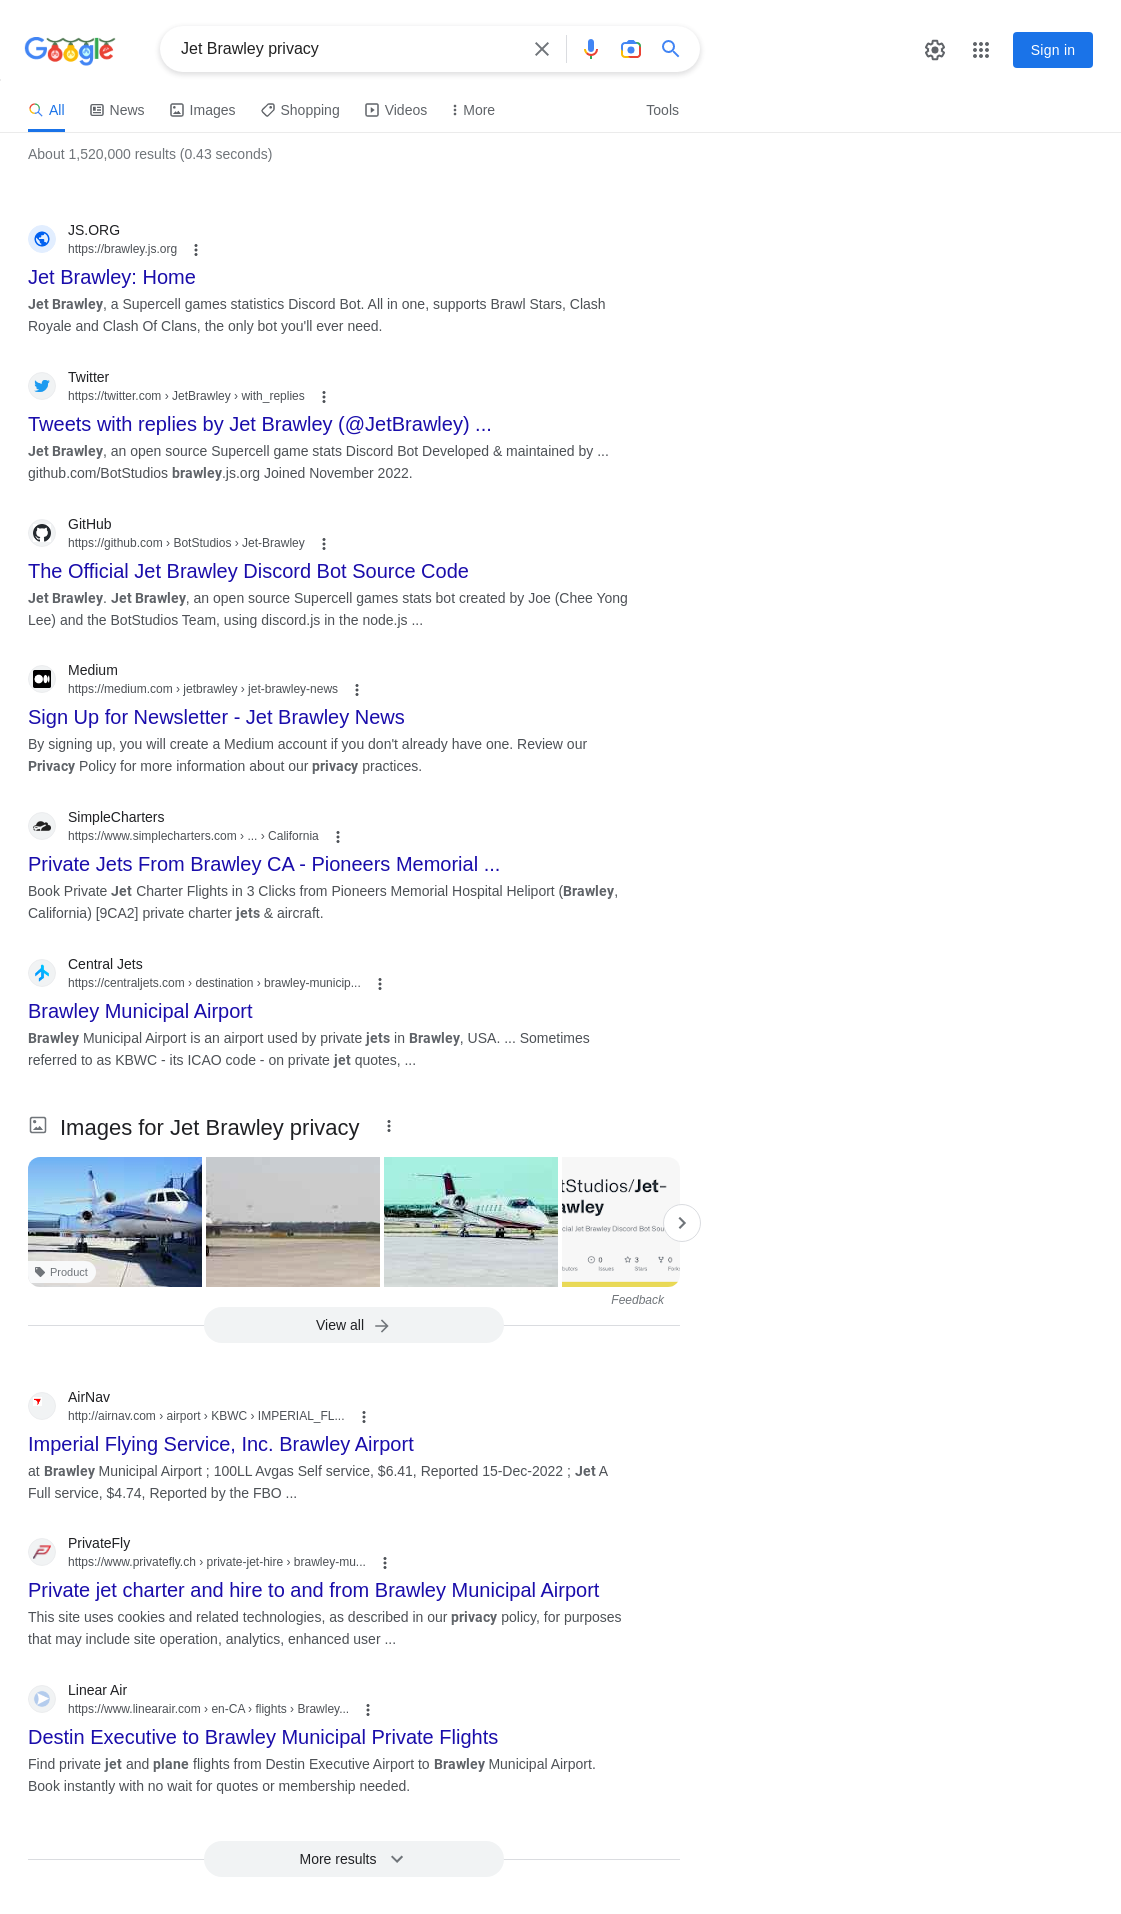 Google
Jet Brawley privacy
Sign in
All
News
Images
Shopping
Videos
More
Tools
About 1,520,000 results (0.43 seconds)
JS.ORG
https://brawley.js.org
Jet Brawley: Home
Jet Brawley, a Supercell games statistics Discord Bot. All in one, supports Brawl Stars, Clash
Royale and Clash Of Clans, the only bot you'll ever need.
Twitter
https://twitter.com › JetBrawley › with_replies
Tweets with replies by Jet Brawley (@JetBrawley) ...
Jet Brawley, an open source Supercell game stats Discord Bot Developed & maintained by ...
github.com/BotStudios brawley.js.org Joined November 2022.
GitHub
https://github.com › BotStudios › Jet-Brawley
The Official Jet Brawley Discord Bot Source Code
Jet Brawley. Jet Brawley, an open source Supercell games stats bot created by Joe (Chee Yong
Lee) and the BotStudios Team, using discord.js in the node.js ...
Medium
https://medium.com › jetbrawley › jet-brawley-news
Sign Up for Newsletter - Jet Brawley News
By signing up, you will create a Medium account if you don't already have one. Review our
Privacy Policy for more information about our privacy practices.
SimpleCharters
https://www.simplecharters.com › ... › California
Private Jets From Brawley CA - Pioneers Memorial ...
Book Private Jet Charter Flights in 3 Clicks from Pioneers Memorial Hospital Heliport (Brawley,
California) [9CA2] private charter jets & aircraft.
Central Jets
https://centraljets.com › destination › brawley-municip...
Brawley Municipal Airport
Brawley Municipal Airport is an airport used by private jets in Brawley, USA. ... Sometimes
referred to as KBWC - its ICAO code - on private jet quotes, ...
Images for Jet Brawley privacy
Product
tStudios/Jet-
awley
cial Jet Brawley Discord Bot Sou
0
3
0
butors
Issues
Stars
Forks
Feedback
View all
AirNav
http://airnav.com › airport › KBWC › IMPERIAL_FL...
Imperial Flying Service, Inc. Brawley Airport
at Brawley Municipal Airport ; 100LL Avgas Self service, $6.41, Reported 15-Dec-2022 ; Jet A
Full service, $4.74, Reported by the FBO ...
PrivateFly
https://www.privatefly.ch › private-jet-hire › brawley-mu...
Private jet charter and hire to and from Brawley Municipal Airport
This site uses cookies and related technologies, as described in our privacy policy, for purposes
that may include site operation, analytics, enhanced user ...
Linear Air
https://www.linearair.com › en-CA › flights › Brawley...
Destin Executive to Brawley Municipal Private Flights
Find private jet and plane flights from Destin Executive Airport to Brawley Municipal Airport.
Book instantly with no wait for quotes or membership needed.
More results